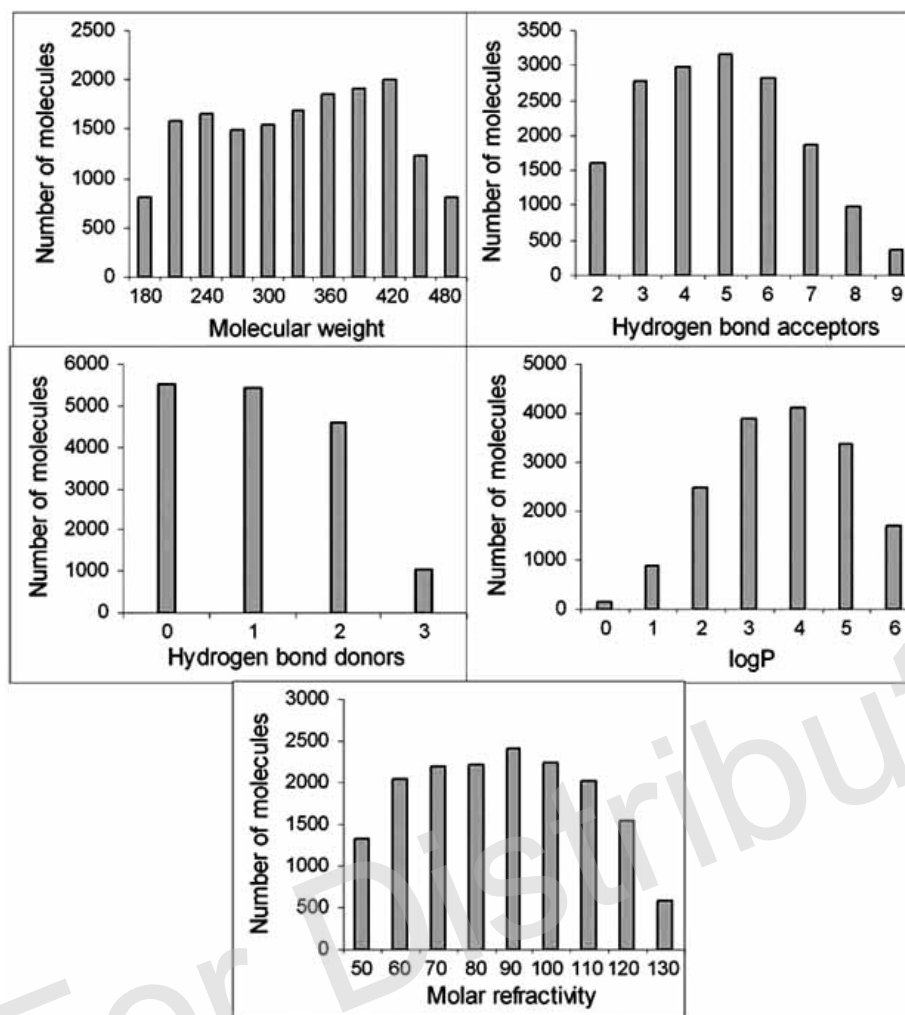 Number of molecules
2500
2000
1500
1000
500
0
180 240 300 360 420 480
Molecular weight
Number of molecules
3500
3000
2500
2000
1500
1000
500
0
2 3 4 5 6 7 8 9
Hydrogen bond acceptors
Number of molecules
6000
5000
4000
3000
2000
1000
0
0 1 2 3
Hydrogen bond donors
Number of molecules
5000
4000
3000
2000
1000
0
0 1 2 3 4 5 6
logP
Number of molecules
3000
2500
2000
1500
1000
500
0
50 60 70 80 90 100 110 120 130
Molar refractivity
For Distribut